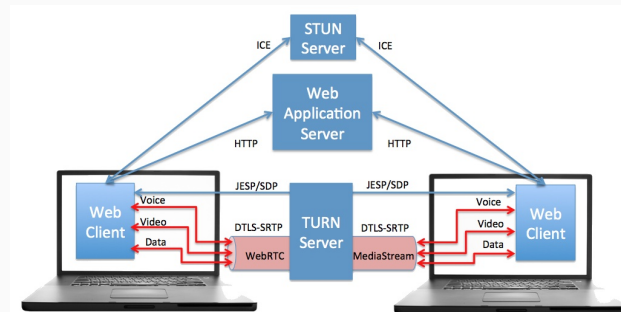 STUN
Server
ICE
ICE
Web
Application
Server
HTTP
HTTP
JESP/SDP
JESP/SDP
Web
Client
Voice
Video
Data
DTLS-SRTP
WebRTC
TURN
Server
DTLS-SRTP
MediaStream
Voice
Video
Data
Web
Client